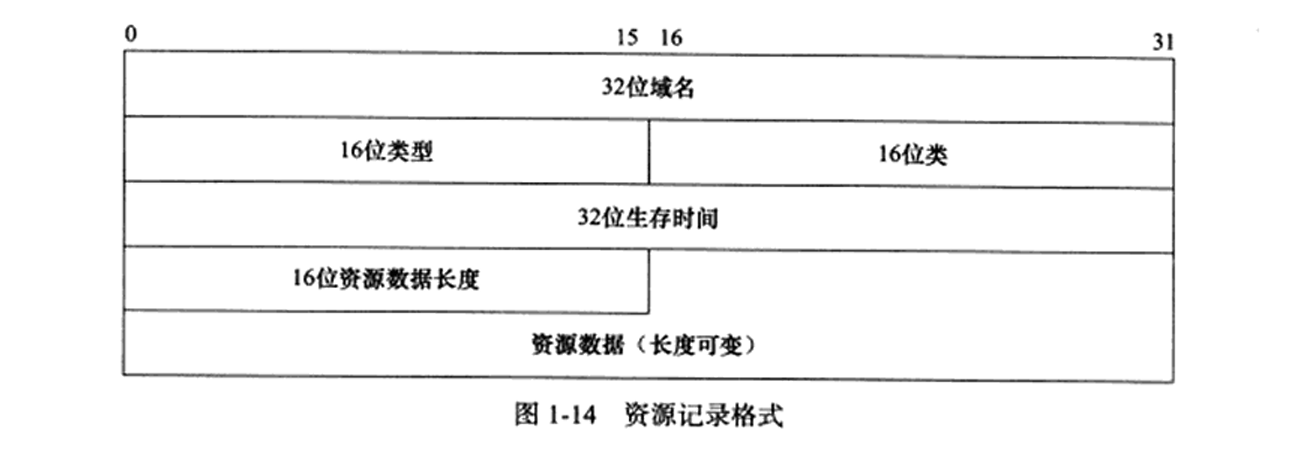 0 15 16 31
32位域名
16位类型 16位类
32位生存时间
16位资源数据长度
资源数据（长度可变）
图 1-14 资源记录格式